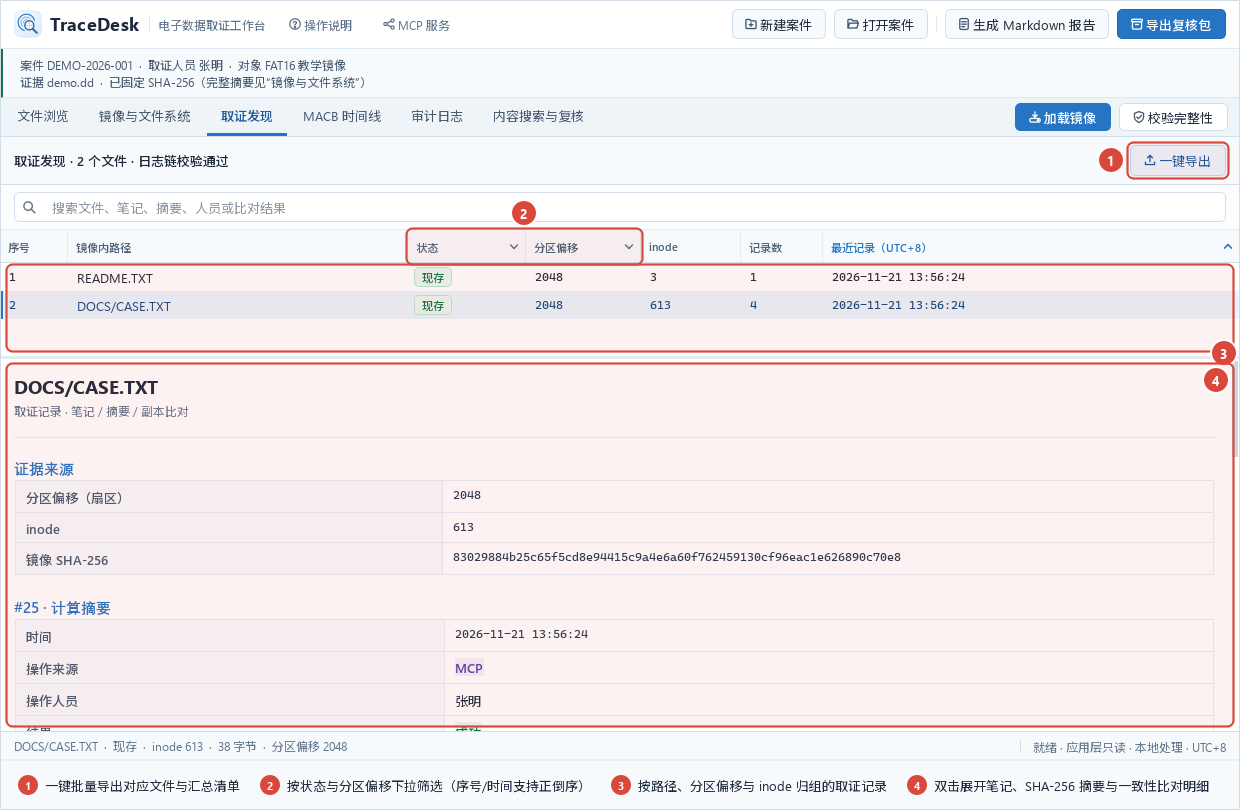 TraceDesk 电子数据取证工作台 操作说明 MCP 服务 新建案件 打开案件 生成 Markdown 报告 导出复核包
案件 DEMO-2026-001 · 取证人员 张明 · 对象 FAT16 教学镜像
证据 demo.dd · 已固定 SHA-256（完整摘要见“镜像与文件系统”）
文件浏览 镜像与文件系统 取证发现 MACB 时间线 审计日志 内容搜索与复核 加载镜像 校验完整性
取证发现 · 2 个文件 · 日志链校验通过 1 一键导出
搜索文件、笔记、摘要、人员或比对结果
2
序号 镜像内路径 状态 分区偏移 inode 记录数 最近记录（UTC+8）
1 README.TXT 现存 2048 3 1 2026-11-21 13:56:24
2 DOCS/CASE.TXT 现存 2048 613 4 2026-11-21 13:56:24
3
4
DOCS/CASE.TXT
取证记录 · 笔记 / 摘要 / 副本比对
证据来源
分区偏移（扇区） 2048
inode 613
镜像 SHA-256 83029884b25c65f5cd8e94415c9a4e6a60f762459130cf96eac1e626890c70e8
#25 · 计算摘要
时间 2026-11-21 13:56:24
操作来源 MCP
操作人员 张明
DOCS/CASE.TXT · 现存 · inode 613 · 38 字节 · 分区偏移 2048 就绪 · 应用层只读 · 本地处理 · UTC+8
1 一键批量导出对应文件与汇总清单 2 按状态与分区偏移下拉筛选（序号/时间支持正倒序） 3 按路径、分区偏移与 inode 归组的取证记录 4 双击展开笔记、SHA-256 摘要与一致性比对明细